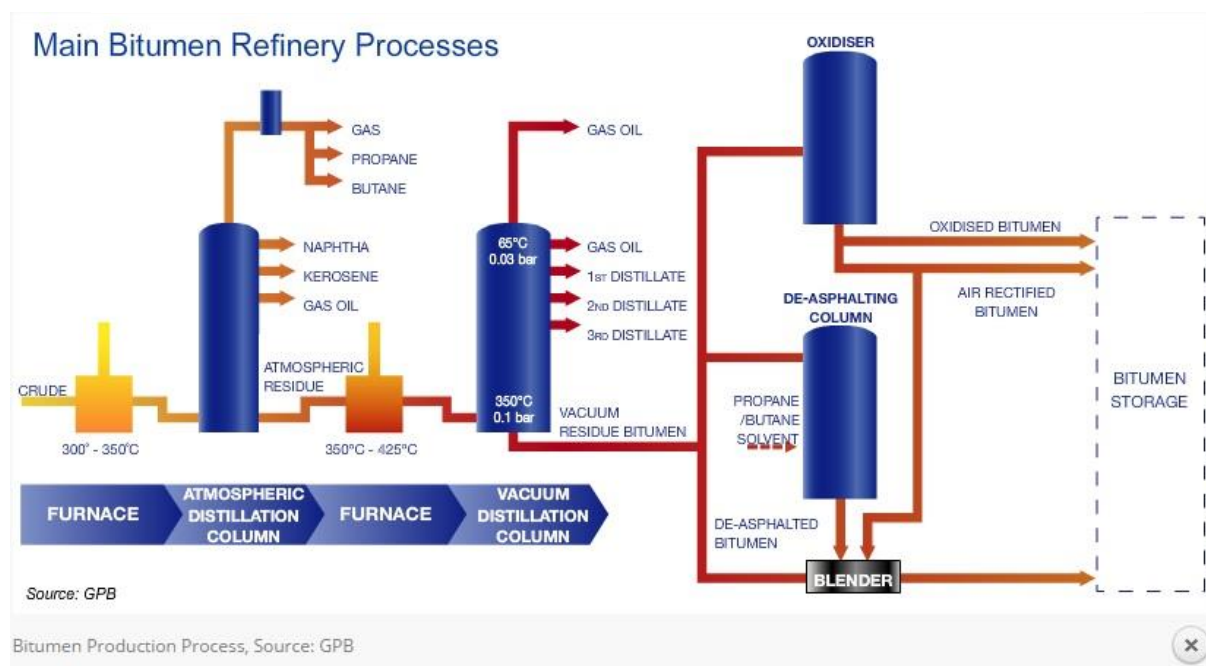 Main Bitumen Refinery Processes
OXIDISER
GAS
PROPANE
BUTANE
GAS OIL
NAPHTHA
KEROSENE
GAS OIL
65°C
0.03 bar
GAS OIL
1ST DISTILLATE
2ND DISTILLATE
3RD DISTILLATE
OXIDISED BITUMEN
AIR RECTIFIED
BITUMEN
DE-ASPHALTING
COLUMN
CRUDE
300° - 350°C
ATMOSPHERIC
RESIDUE
350°C - 425°C
350°C
0.1 bar
VACUUM
RESIDUE BITUMEN
PROPANE
/BUTANE
SOLVENT
BITUMEN
STORAGE
DE-ASPHALTED
BITUMEN
BLENDER
FURNACE
ATMOSPHERIC
DISTILLATION
COLUMN
FURNACE
VACUUM
DISTILLATION
COLUMN
Source: GPB
Bitumen Production Process, Source: GPB